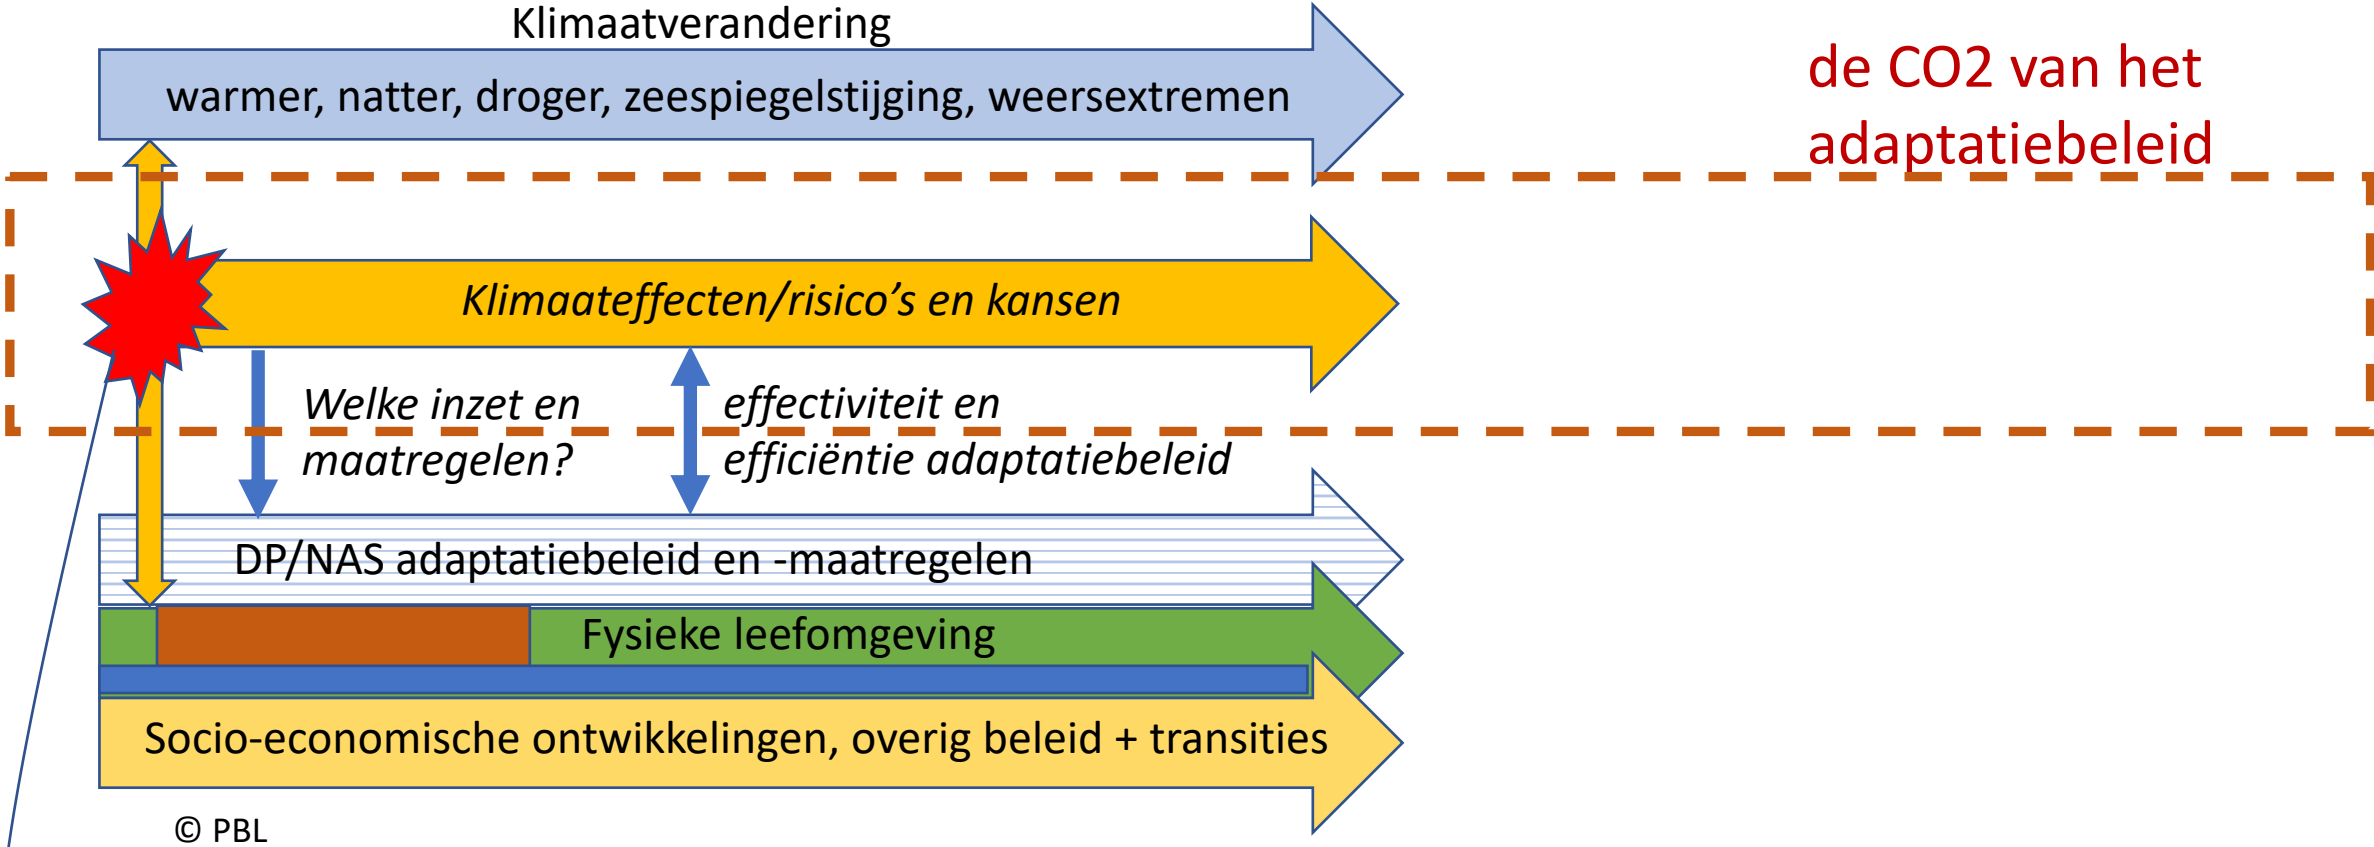 Klimaatverandering
warmer, natter, droger, zeespiegelstijging, weersextremen
de CO2 van het
adaptatiebeleid
Klimaateffecten/risico’s en kansen
Welke inzet en
maatregelen?
effectiviteit en
efficiëntie adaptatiebeleid
DP/NAS adaptatiebeleid en -maatregelen
Fysieke leefomgeving
Socio-economische ontwikkelingen, overig beleid + transities
© PBL